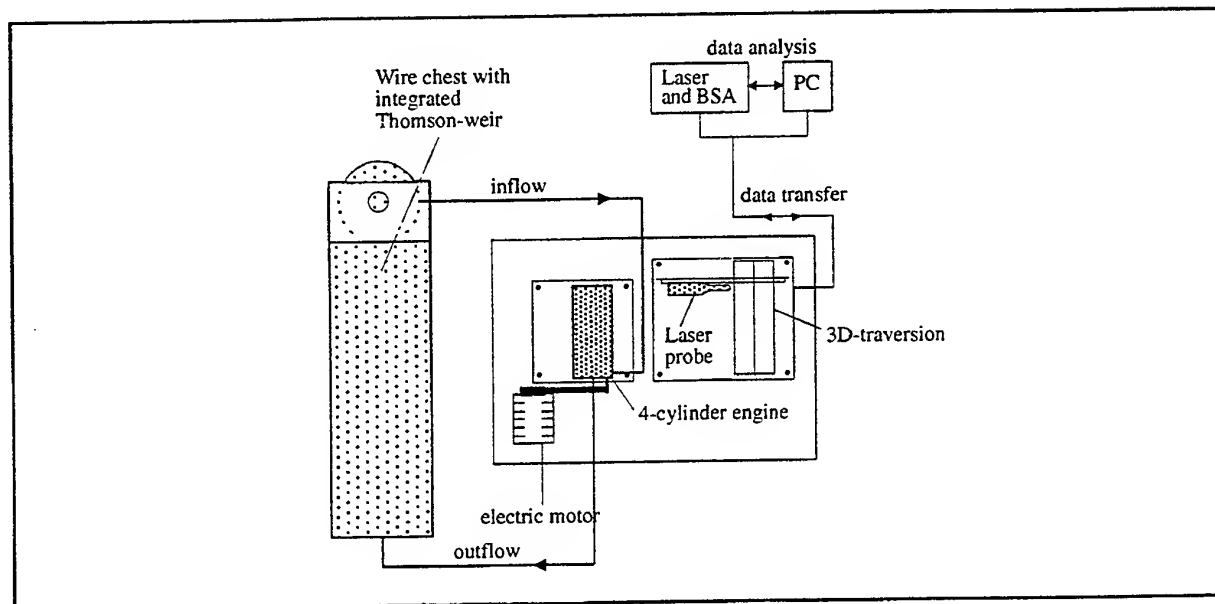 data analysis
Wire chest with
integrated
Thomson-weir
Laser
and BSA
PC
inflow
data transfer
Laser
probe
3D-traversion
4-cylinder engine
electric motor
outflow